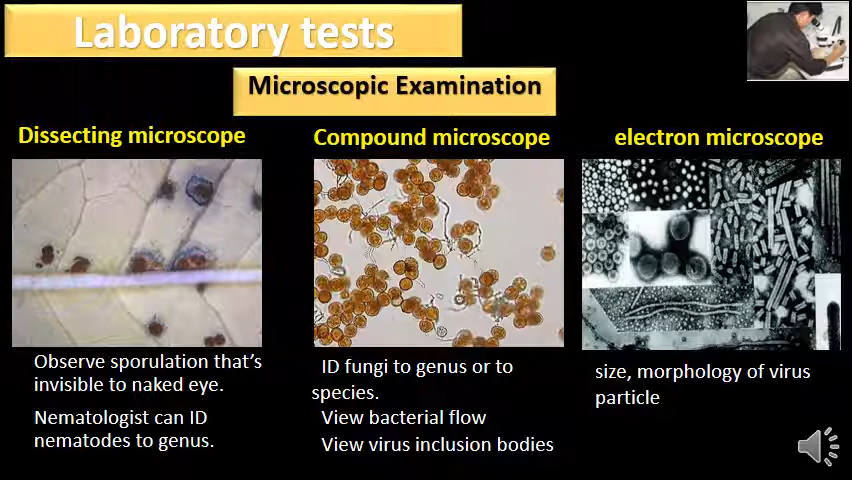 Laboratory tests
Microscopic Examination
Dissecting microscope
Compound microscope
electron microscope
Observe sporulation that's
invisible to naked eye.
Nematologist can ID
nematodes to genus.
ID fungi to genus or to
species.
View bacterial flow
View virus inclusion bodies
size, morphology of virus
particle